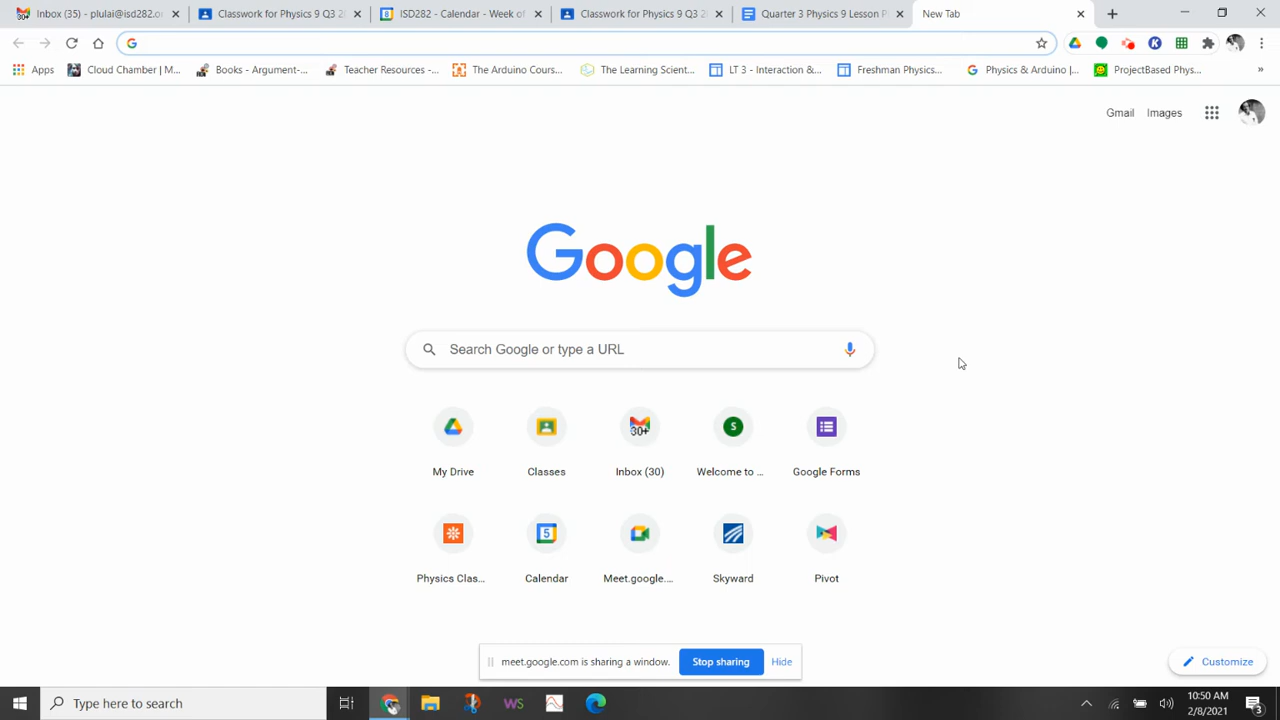 Inbox (35) - plulai@isd282.or
Classwork for Physics 9 Q3 2
ISD282 - Calendar - Week of
Classwork for Physics 9 Q3 2
Quarter 3 Physics 9 Lesson P
New Tab
Apps
Cloud Chamber | M...
Books - Argument-...
Teacher Resources -...
The Arduino Cours...
The Learning Scient...
LT 3 - Interaction &...
Freshman Physics...
Physics & Arduino |...
ProjectBased Phys...
»
Gmail
Images
Google
Search Google or type a URL
30+
S
My Drive
Classes
Inbox (30)
Welcome to ...
Google Forms
5
Physics Clas...
Calendar
Meet.google....
Skyward
Pivot
meet.google.com is sharing a window.
Stop sharing
Hide
Customize
Type here to search
WS
10:50 AM
2/8/2021
3